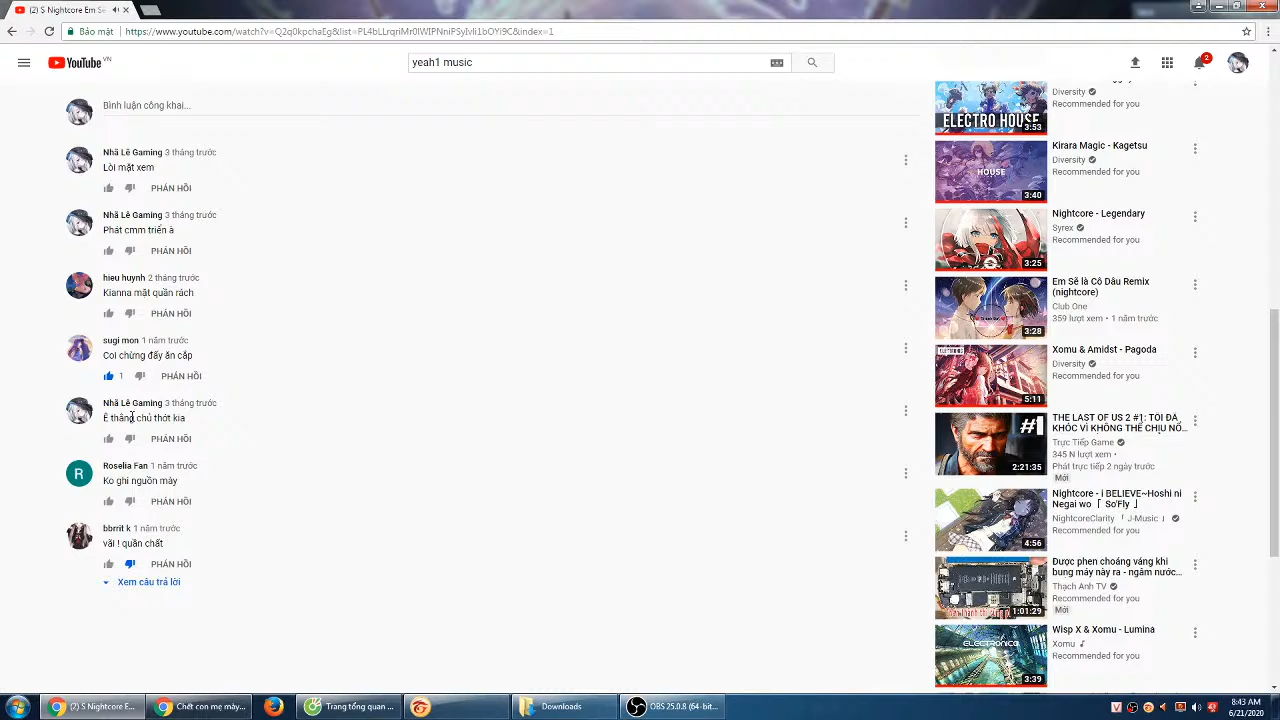 (2) S Nightcore Em Sẽ
Bảo mật
https://www.youtube.com/watch?v=Q2q0kpchaEg&list=PL4bLLrqriMr0lWIPNniPSyIvli1bOYi9C&index=1
YouTube VN
yeah1 music
2
Bình luận công khai...
Nhã Lê Gaming 3 tháng trước
Lòi mặt xem
PHẢN HỒI
Nhã Lê Gaming 3 tháng trước
Phát cmm triển à
PHẢN HỒI
hieu huynh 2 tháng trước
Kianna mặt quần rách
PHẢN HỒI
sugi mon 1 năm trước
Coi chừng đấy ăn cắp
1 PHẢN HỒI
Nhã Lê Gaming 3 tháng trước
Ê thằng chủ thớt kia
PHẢN HỒI
R
Roselia Fan 1 năm trước
Ko ghi nguồn mày
PHẢN HỒI
bbrrit k 1 năm trước
vãi ! quần chất
PHẢN HỒI
Xem câu trả lời
ELECTRO HOUSE
3:53
Diversity
Recommended for you
HOUSE
3:40
Kirara Magic - Kagetsu
Diversity
Recommended for you
3:25
Nightcore - Legendary
Syrex
Recommended for you
3:28
Em Sẽ là Cô Dâu Remix
(nightcore)
Club One
359 lượt xem • 1 năm trước
5:11
Xomu & Amidst - Pagoda
Diversity
Recommended for you
#1
2:21:35
THE LAST OF US 2 #1: TÔI ĐÃ
KHÓC VÌ KHÔNG THỂ CHỊU NỔ...
Trực Tiếp Game
345 N lượt xem •
Phát trực tiếp 2 ngày trước
Mới
4:56
Nightcore - i BELIEVE~Hoshi ni
Negai wo「 So'Fly 」
NightcoreClarity 「 J-Music 」
Recommended for you
1:01:29
Được phen choáng váng khi
bung máy này ra - ngâm nước...
Thạch Anh TV
Recommended for you
Mới
ELECTRONICO
3:39
Wisp X & Xomu - Lumina
Xomu
Recommended for you
(2) S Nightcore E...
Chết con mẹ mày...
Trang tổng quan ...
Downloads
OBS 25.0.8 (64-bit...
V
8:43 AM
6/21/2020